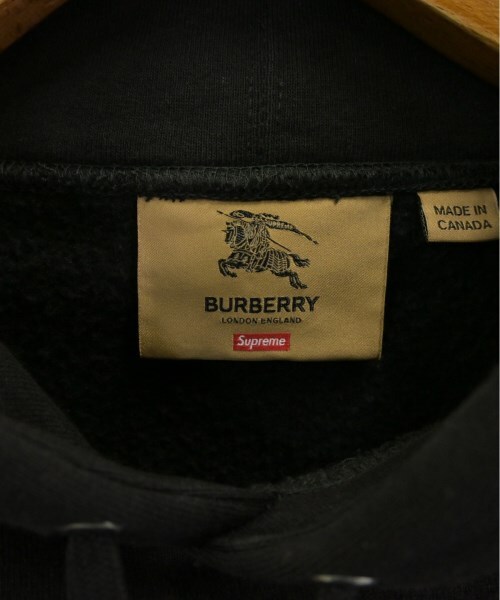 BURBERRY
LONDON ENGLAND
Supreme
MADE IN
CANADA